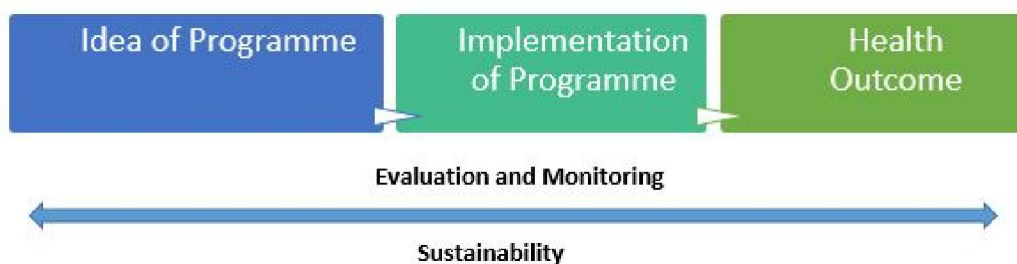 Idea of Programme
Implementation
of Programme
Health
Outcome
Evaluation and Monitoring
Sustainability